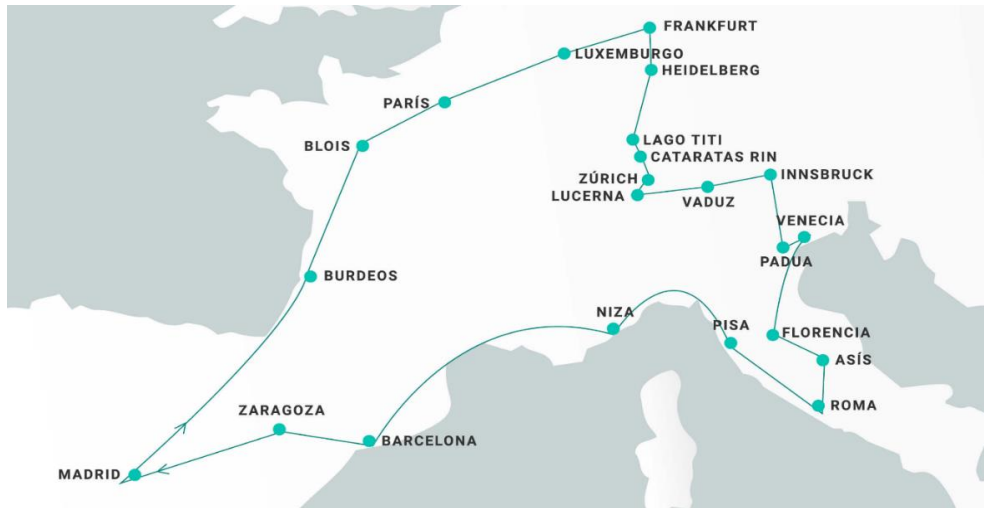 FRANKFURT
LUXEMBURGO
HEIDELBERG
PARÍS
BLOIS
LAGO TITI
CATARATAS RIN
ZÚRICH
INNSBRUCK
LUCERNA
VADUZ
VENECIA
PADUA
BURDEOS
NIZA
PISA
FLORENCIA
ASÍS
ROMA
ZARAGOZA
BARCELONA
MADRID